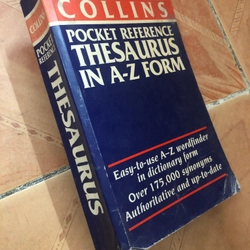 COLLINS
POCKET REFERENCE
THESAURUS
IN A-Z FORM
Easy-to-use A-Z wordfinder
in dictionary form
Over 175,000 synonyms
Authoritative and up-to-date
COLLINS
POCKET
REFERENCE
THESAURUS